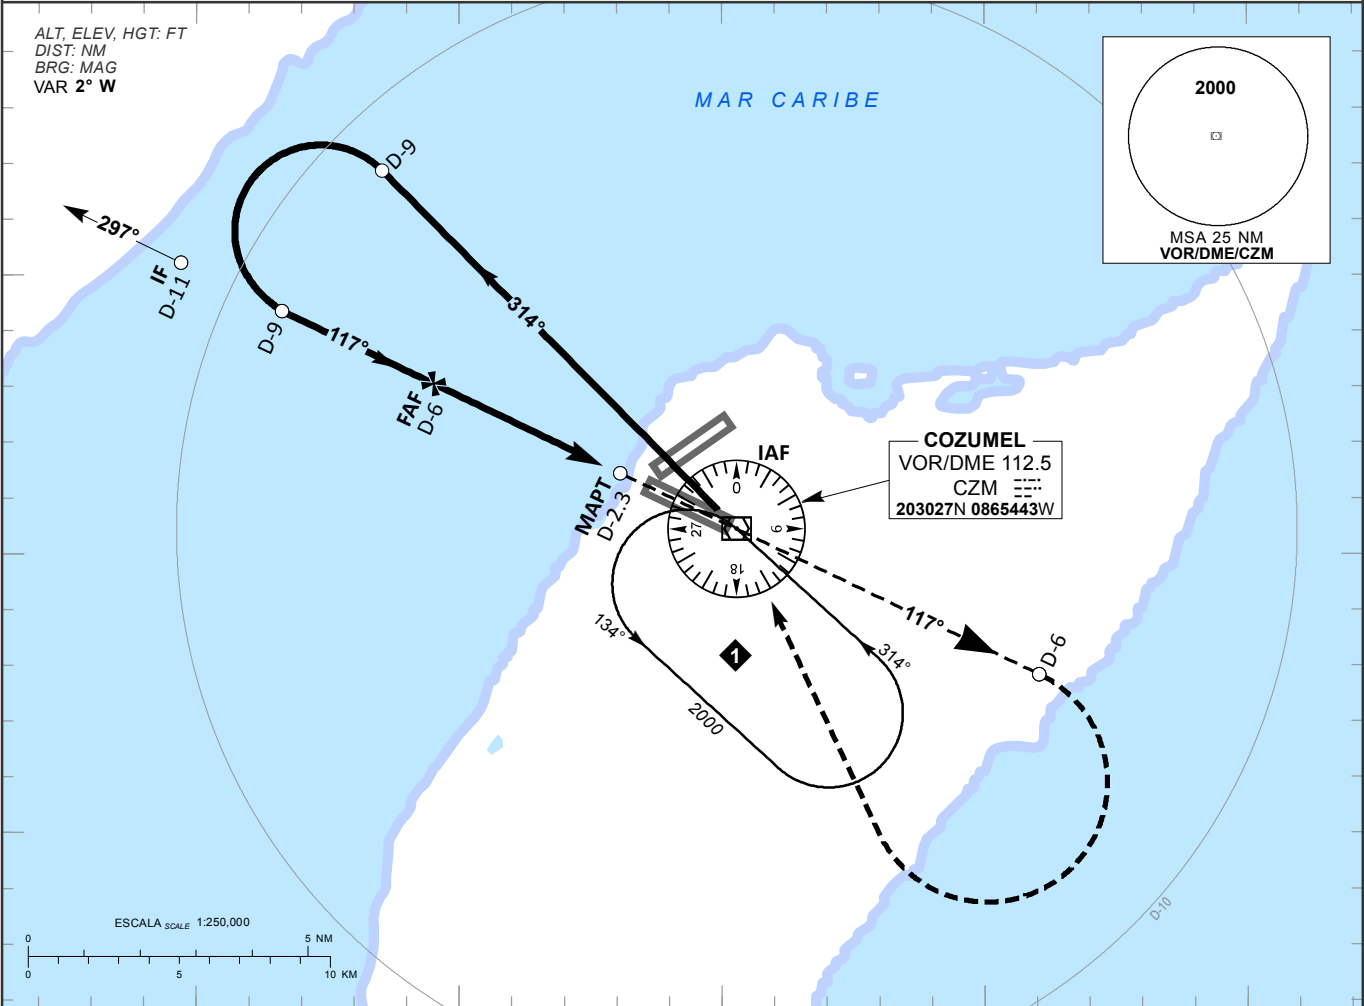 ALT, ELEV, HGT: FT
DIST: NM
BRG: MAG
VAR 2° W
MAR CARIBE
2000
MSA 25 NM
VOR/DME/CZM
D-9
297°
IF
D-11
D-9
314°
117°
FAF
D-6
MAPT
D-2.3
IAF
COZUMEL
VOR/DME 112.5
CZM
203027N 0865443W
0
9
18
27
134°
1
314°
2000
117°
D-6
D-10
ESCALA SCALE 1:250,000
0 5 NM
0 5 10 KM